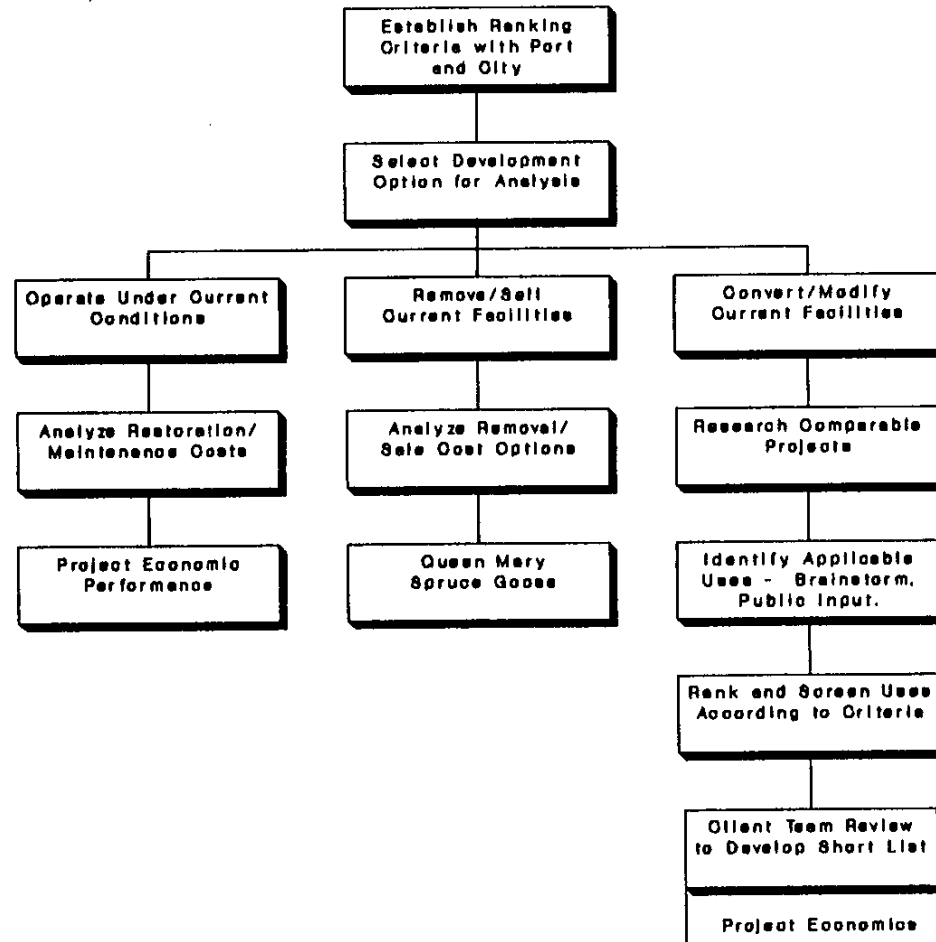 Establish Ranking
Criteria with Port
and City
Select Development
Option for Analysis
Operate Under Current
Conditions
Remove/Sell
Current Facilities
Convert/Modify
Current Facilities
Analyze Restoration/
Maintenance Costs
Analyze Removal/
Sale Cost Options
Research Comparable
Projects
Project Economic
Performance
Queen Mary
Spruce Goose
Identify Applicable
Uses - Brainstorm,
Public Input.
Rank and Screen Uses
According to Criteria
Client Team Review
to Develop Short List
Project Economics